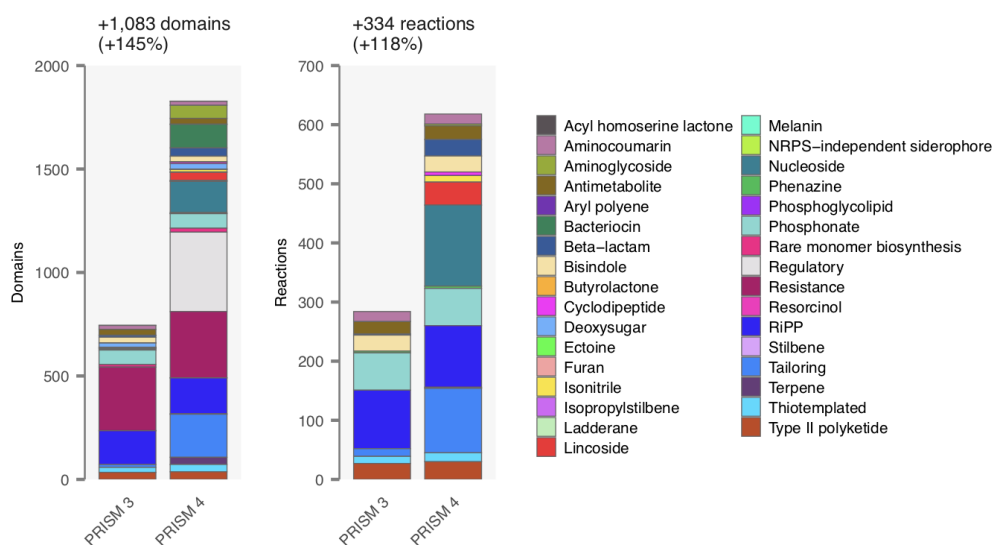 +1,083 domains
(+145%)
Domains
2000
1500
1000
500
0
PRISM 3
PRISM 4
+334 reactions
(+118%)
Reactions
700
600
500
400
300
200
100
0
PRISM 3
PRISM 4
Acyl homoserine lactone
Aminocoumarin
Aminoglycoside
Antimetabolite
Aryl polyene
Bacteriocin
Beta−lactam
Bisindole
Butyrolactone
Cyclodipeptide
Deoxysugar
Ectoine
Furan
Isonitrile
Isopropylstilbene
Ladderane
Lincoside
Melanin
NRPS−independent siderophore
Nucleoside
Phenazine
Phosphoglycolipid
Phosphonate
Rare monomer biosynthesis
Regulatory
Resistance
Resorcinol
RiPP
Stilbene
Tailoring
Terpene
Thiotemplated
Type II polyketide